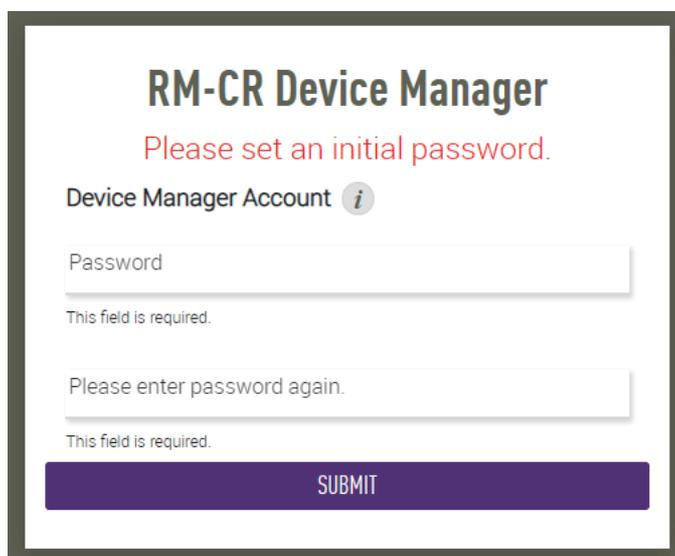 RM-CR Device Manager
Please set an initial password.
Device Manager Account i
Password
This field is required.
Please enter password again.
This field is required.
SUBMIT